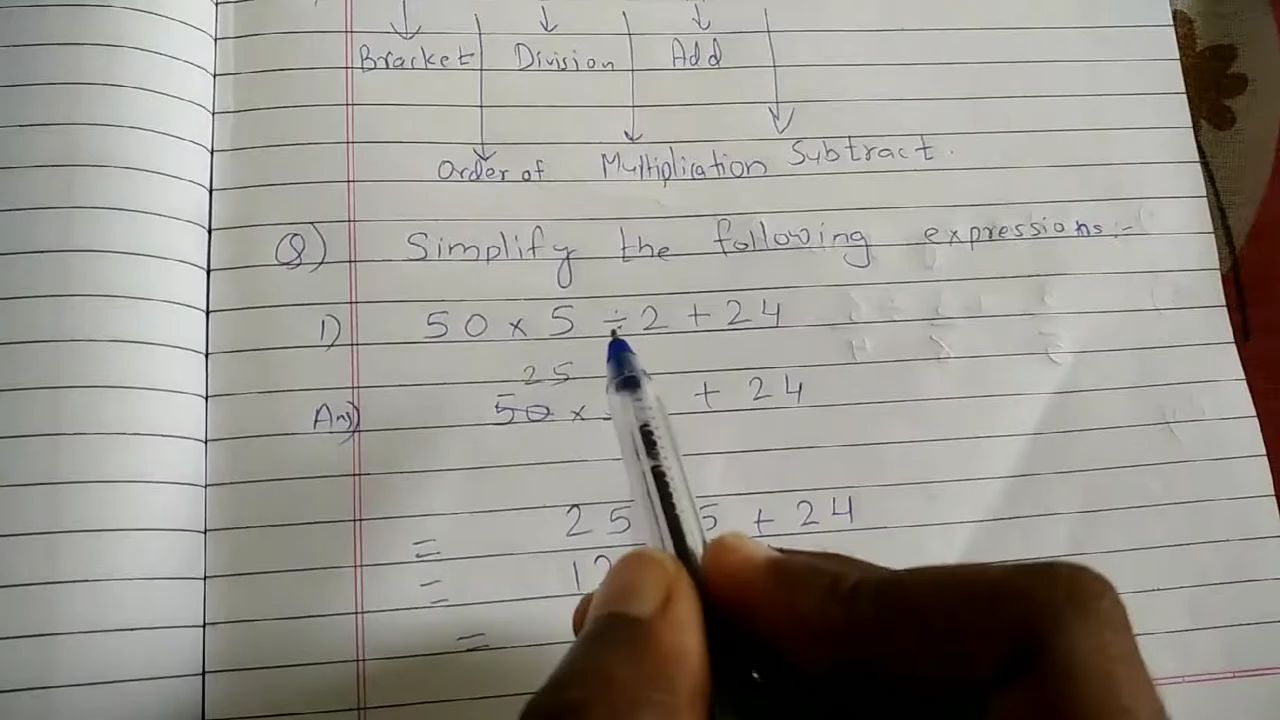 Bracket Division Add
Order of Multiplication Subtract.
Q) Simplify the following expressions:-
1) 50 × 5 ÷ 2 + 24
25
Ans) 50 × + 24
= 25 5 + 24
=
=